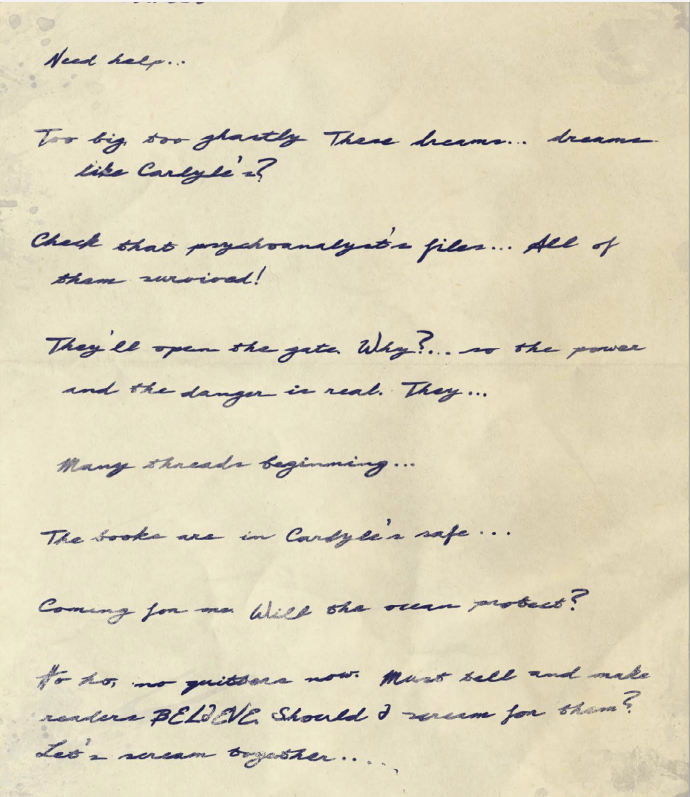 Need help...
Too big, too ghastly These dreams... dreams
like Carlyle's?
Check that psychoanalyst's files... All of
them survived!
They'll open the gate. Why?... so the power
and the danger is real. They...
Many threads beginning...
The books are in Carlyle's safe...
Coming for me. Will the ocean protect?
Ho ho, no quitters now. Must tell and make
readers BELIEVE. Should I scream for them?
Let's scream together.....